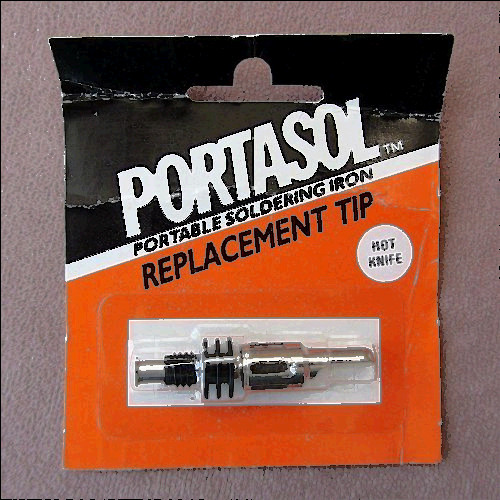 PORTASOL™
PORTABLE SOLDERING IRON
REPLACEMENT TIP
HOT
KNIFE